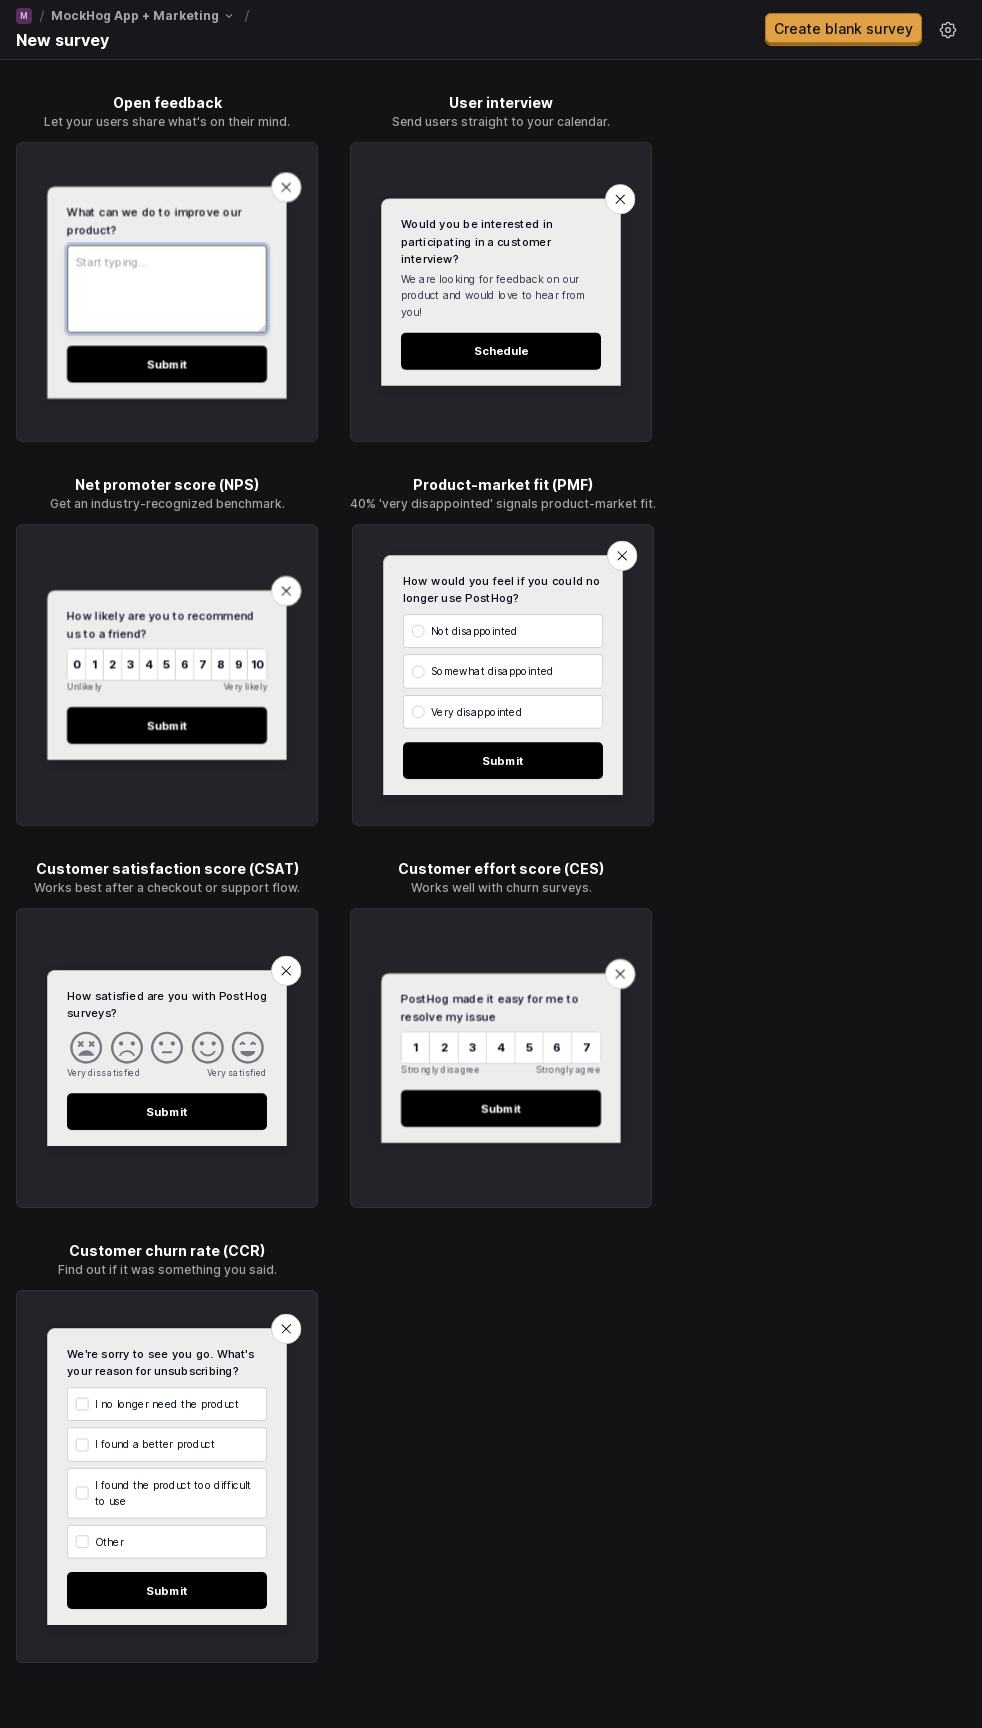 M / MockHog App + Marketing /
New survey
Create blank survey
Open feedback
Let your users share what's on their mind.
What can we do to improve our
product?
Start typing...
Submit
User interview
Send users straight to your calendar.
Would you be interested in
participating in a customer
interview?
We are looking for feedback on our
product and would love to hear from
you!
Schedule
Net promoter score (NPS)
Get an industry-recognized benchmark.
How likely are you to recommend
us to a friend?
0 1 2 3 4 5 6 7 8 9 10
Unlikely Very likely
Submit
Product-market fit (PMF)
40% 'very disappointed' signals product-market fit.
How would you feel if you could no
longer use PostHog?
Not disappointed
Somewhat disappointed
Very disappointed
Submit
Customer satisfaction score (CSAT)
Works best after a checkout or support flow.
How satisfied are you with PostHog
surveys?
Very dissatisfied Very satisfied
Submit
Customer effort score (CES)
Works well with churn surveys.
PostHog made it easy for me to
resolve my issue
1 2 3 4 5 6 7
Strongly disagree Strongly agree
Submit
Customer churn rate (CCR)
Find out if it was something you said.
We're sorry to see you go. What's
your reason for unsubscribing?
I no longer need the product
I found a better product
I found the product too difficult
to use
Other
Submit